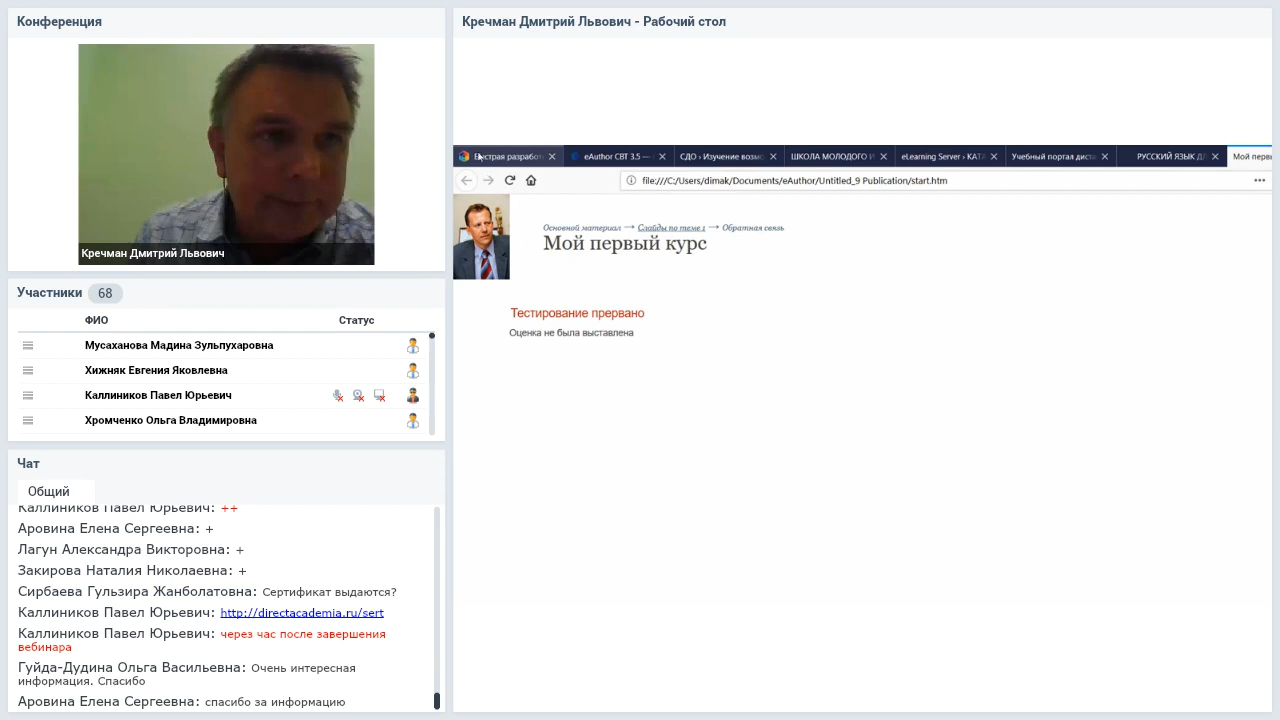 Конференция
Кречман Дмитрий Львович
Участники 68
ФИО Статус
Мусаханова Мадина Зульпухаровна
Хижняк Евгения Яковлевна
Каллиников Павел Юрьевич
Хромченко Ольга Владимировна
Чат
Общий
Каллиников Павел Юрьевич: ++
Аровина Елена Сергеевна: +
Лагун Александра Викторовна: +
Закирова Наталия Николаевна: +
Сирбаева Гульзира Жанболатовна: Сертификат выдаются?
Каллиников Павел Юрьевич: http://directacademia.ru/sert
Каллиников Павел Юрьевич: через час после завершения
вебинара
Гуйда-Дудина Ольга Васильевна: Очень интересная
информация. Спасибо
Аровина Елена Сергеевна: спасибо за информацию
Кречман Дмитрий Львович - Рабочий стол
Быстрая разработ eAuthor CBT 3.5 — СДО › Изучение возмо ШКОЛА МОЛОДОГО И eLearning Server › КАТА Учебный портал диста РУССКИЙ ЯЗЫК ДЛ Мой перв
file:///C:/Users/dimak/Documents/eAuthor/Untitled_9 Publication/start.htm
Основной материал → Слайды по теме 1 → Обратная связь
Мой первый курс
Тестирование прервано
Оценка не была выставлена